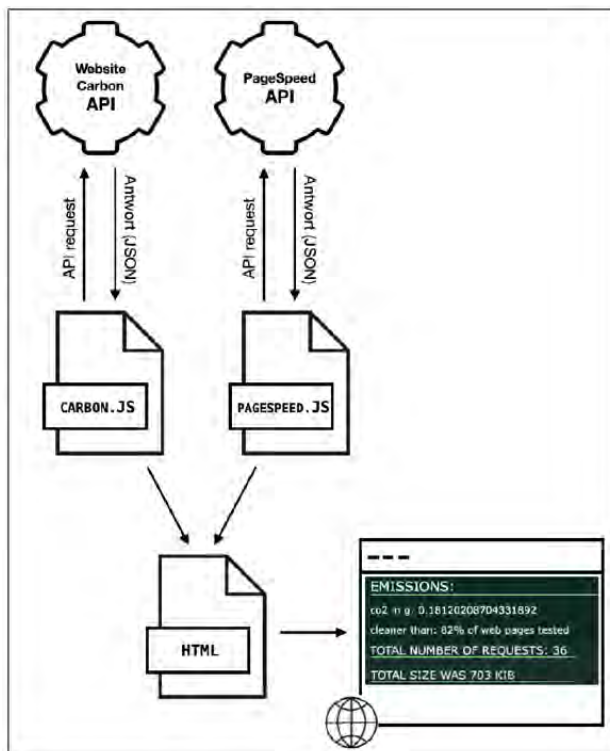 Website
Carbon
API
PageSpeed
API
API request
Antwort (JSON)
API request
Antwort (JSON)
CARBON.JS
PAGESPEED.JS
HTML
EMISSIONS:
co2 in g: 0.18120208704331892
cleaner than: 82% of web pages tested
TOTAL NUMBER OF REQUESTS: 36
TOTAL SIZE WAS 703 KIB